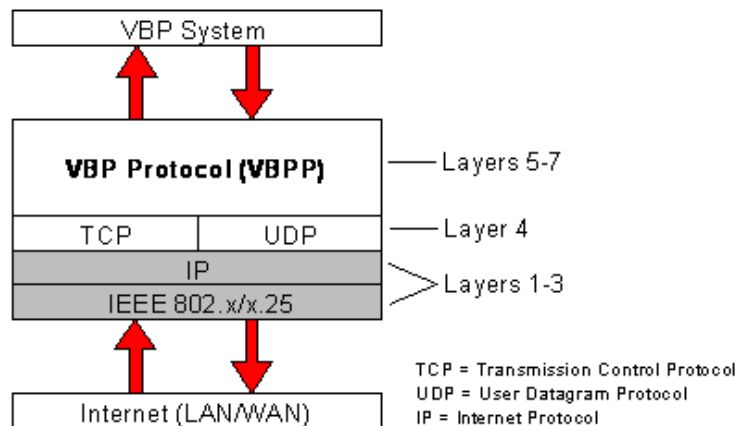 VBP System
VBP Protocol (VBPP)
Layers 5-7
TCP
UDP
Layer 4
IP
IEEE 802.x/x.25
Layers 1-3
Internet (LAN/WAN)
TCP = Transmission Control Protocol
UDP = User Datagram Protocol
IP = Internet Protocol